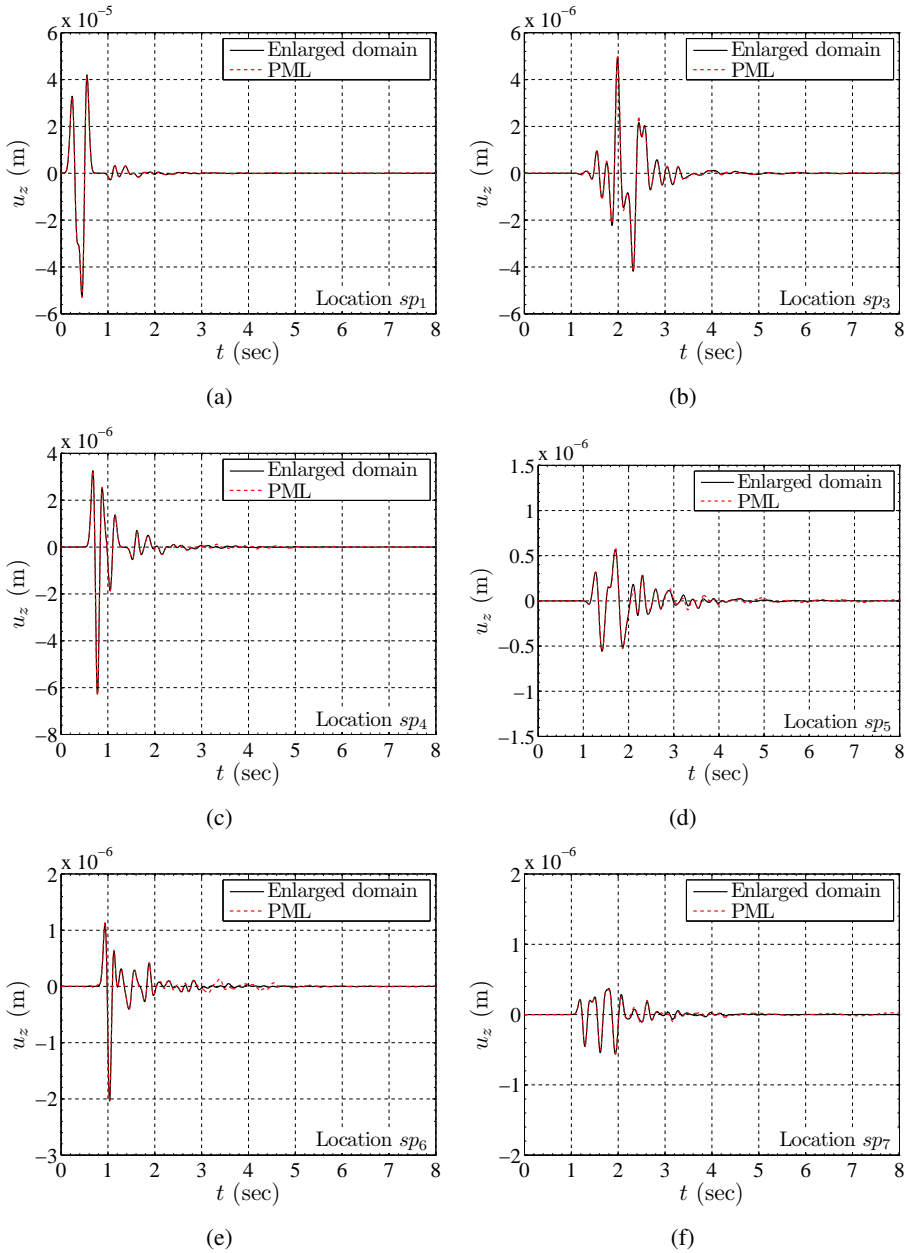 x 10⁻⁵
6
4
2
0
−2
−4
−6
u_z (m)
Enlarged domain
PML
Location sp₁
0 1 2 3 4 5 6 7 8
t (sec)
(a)
x 10⁻⁶
6
4
2
0
−2
−4
−6
u_z (m)
Enlarged domain
PML
Location sp₃
0 1 2 3 4 5 6 7 8
t (sec)
(b)
x 10⁻⁶
4
2
0
−2
−4
−6
−8
u_z (m)
Enlarged domain
PML
Location sp₄
0 1 2 3 4 5 6 7 8
t (sec)
(c)
x 10⁻⁶
1.5
1
0.5
0
−0.5
−1
−1.5
u_z (m)
Enlarged domain
PML
Location sp₅
0 1 2 3 4 5 6 7 8
t (sec)
(d)
x 10⁻⁶
2
1
0
−1
−2
−3
u_z (m)
Enlarged domain
PML
Location sp₆
0 1 2 3 4 5 6 7 8
t (sec)
(e)
x 10⁻⁶
2
1
0
−1
−2
u_z (m)
Enlarged domain
PML
Location sp₇
0 1 2 3 4 5 6 7 8
t (sec)
(f)